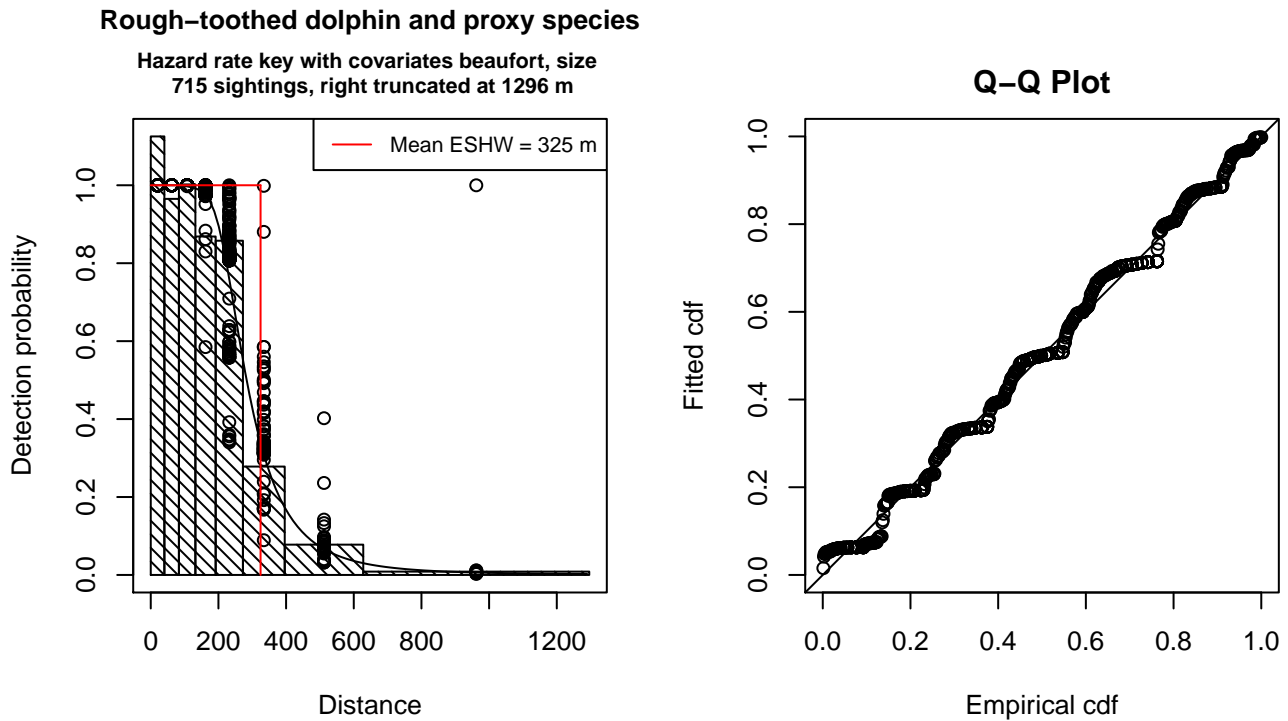 Rough−toothed dolphin and proxy species
Hazard rate key with covariates beaufort, size
715 sightings, right truncated at 1296 m
Mean ESHW = 325 m
Detection probability
1.0
0.8
0.6
0.4
0.2
0.0
0 200 400 600 800 1200
Distance
Q−Q Plot
Fitted cdf
1.0
0.8
0.6
0.4
0.2
0.0
0.0 0.2 0.4 0.6 0.8 1.0
Empirical cdf